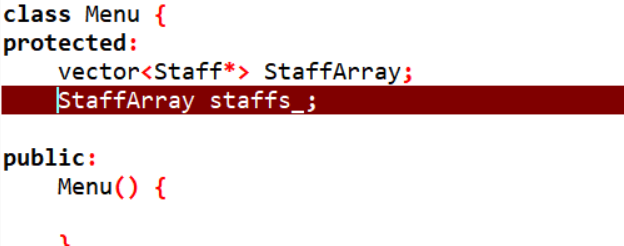 class Menu {
protected:
    vector<Staff*> StaffArray;
    StaffArray staffs_;
public:
    Menu() {
    }